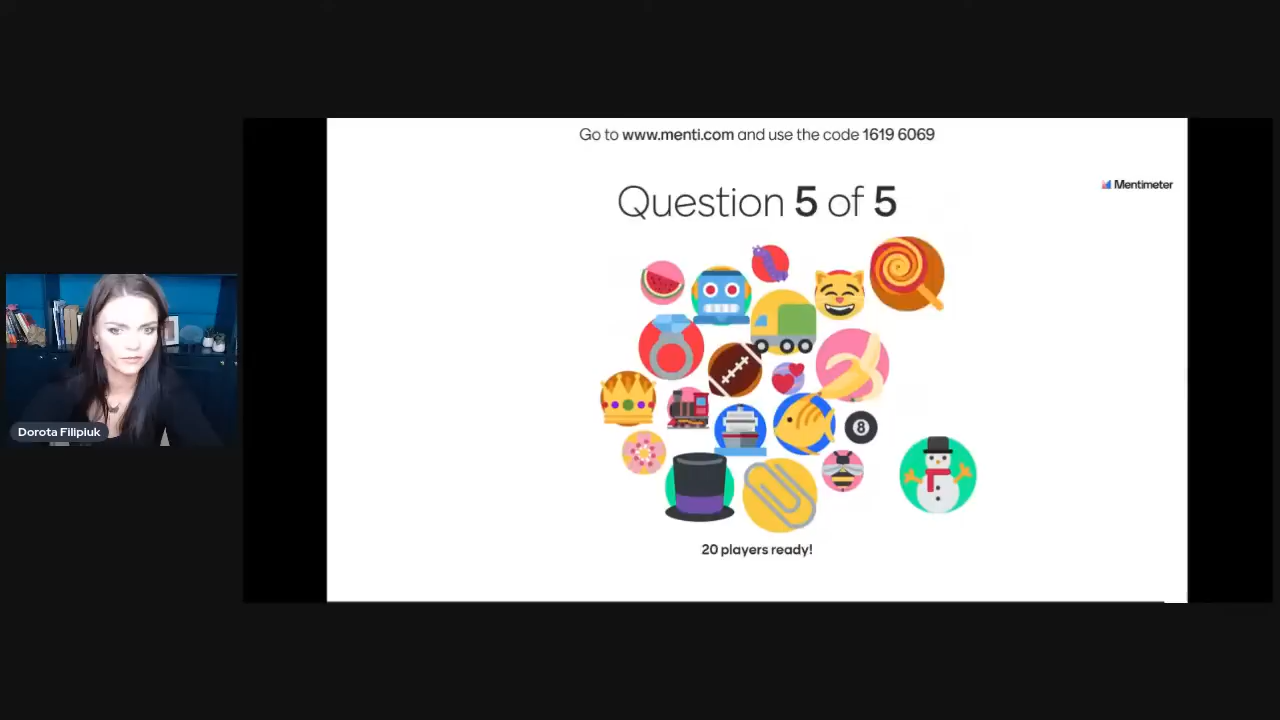 Go to www.menti.com and use the code 1619 6069
Mentimeter
Question 5 of 5
8
Dorota Filipiuk
20 players ready!